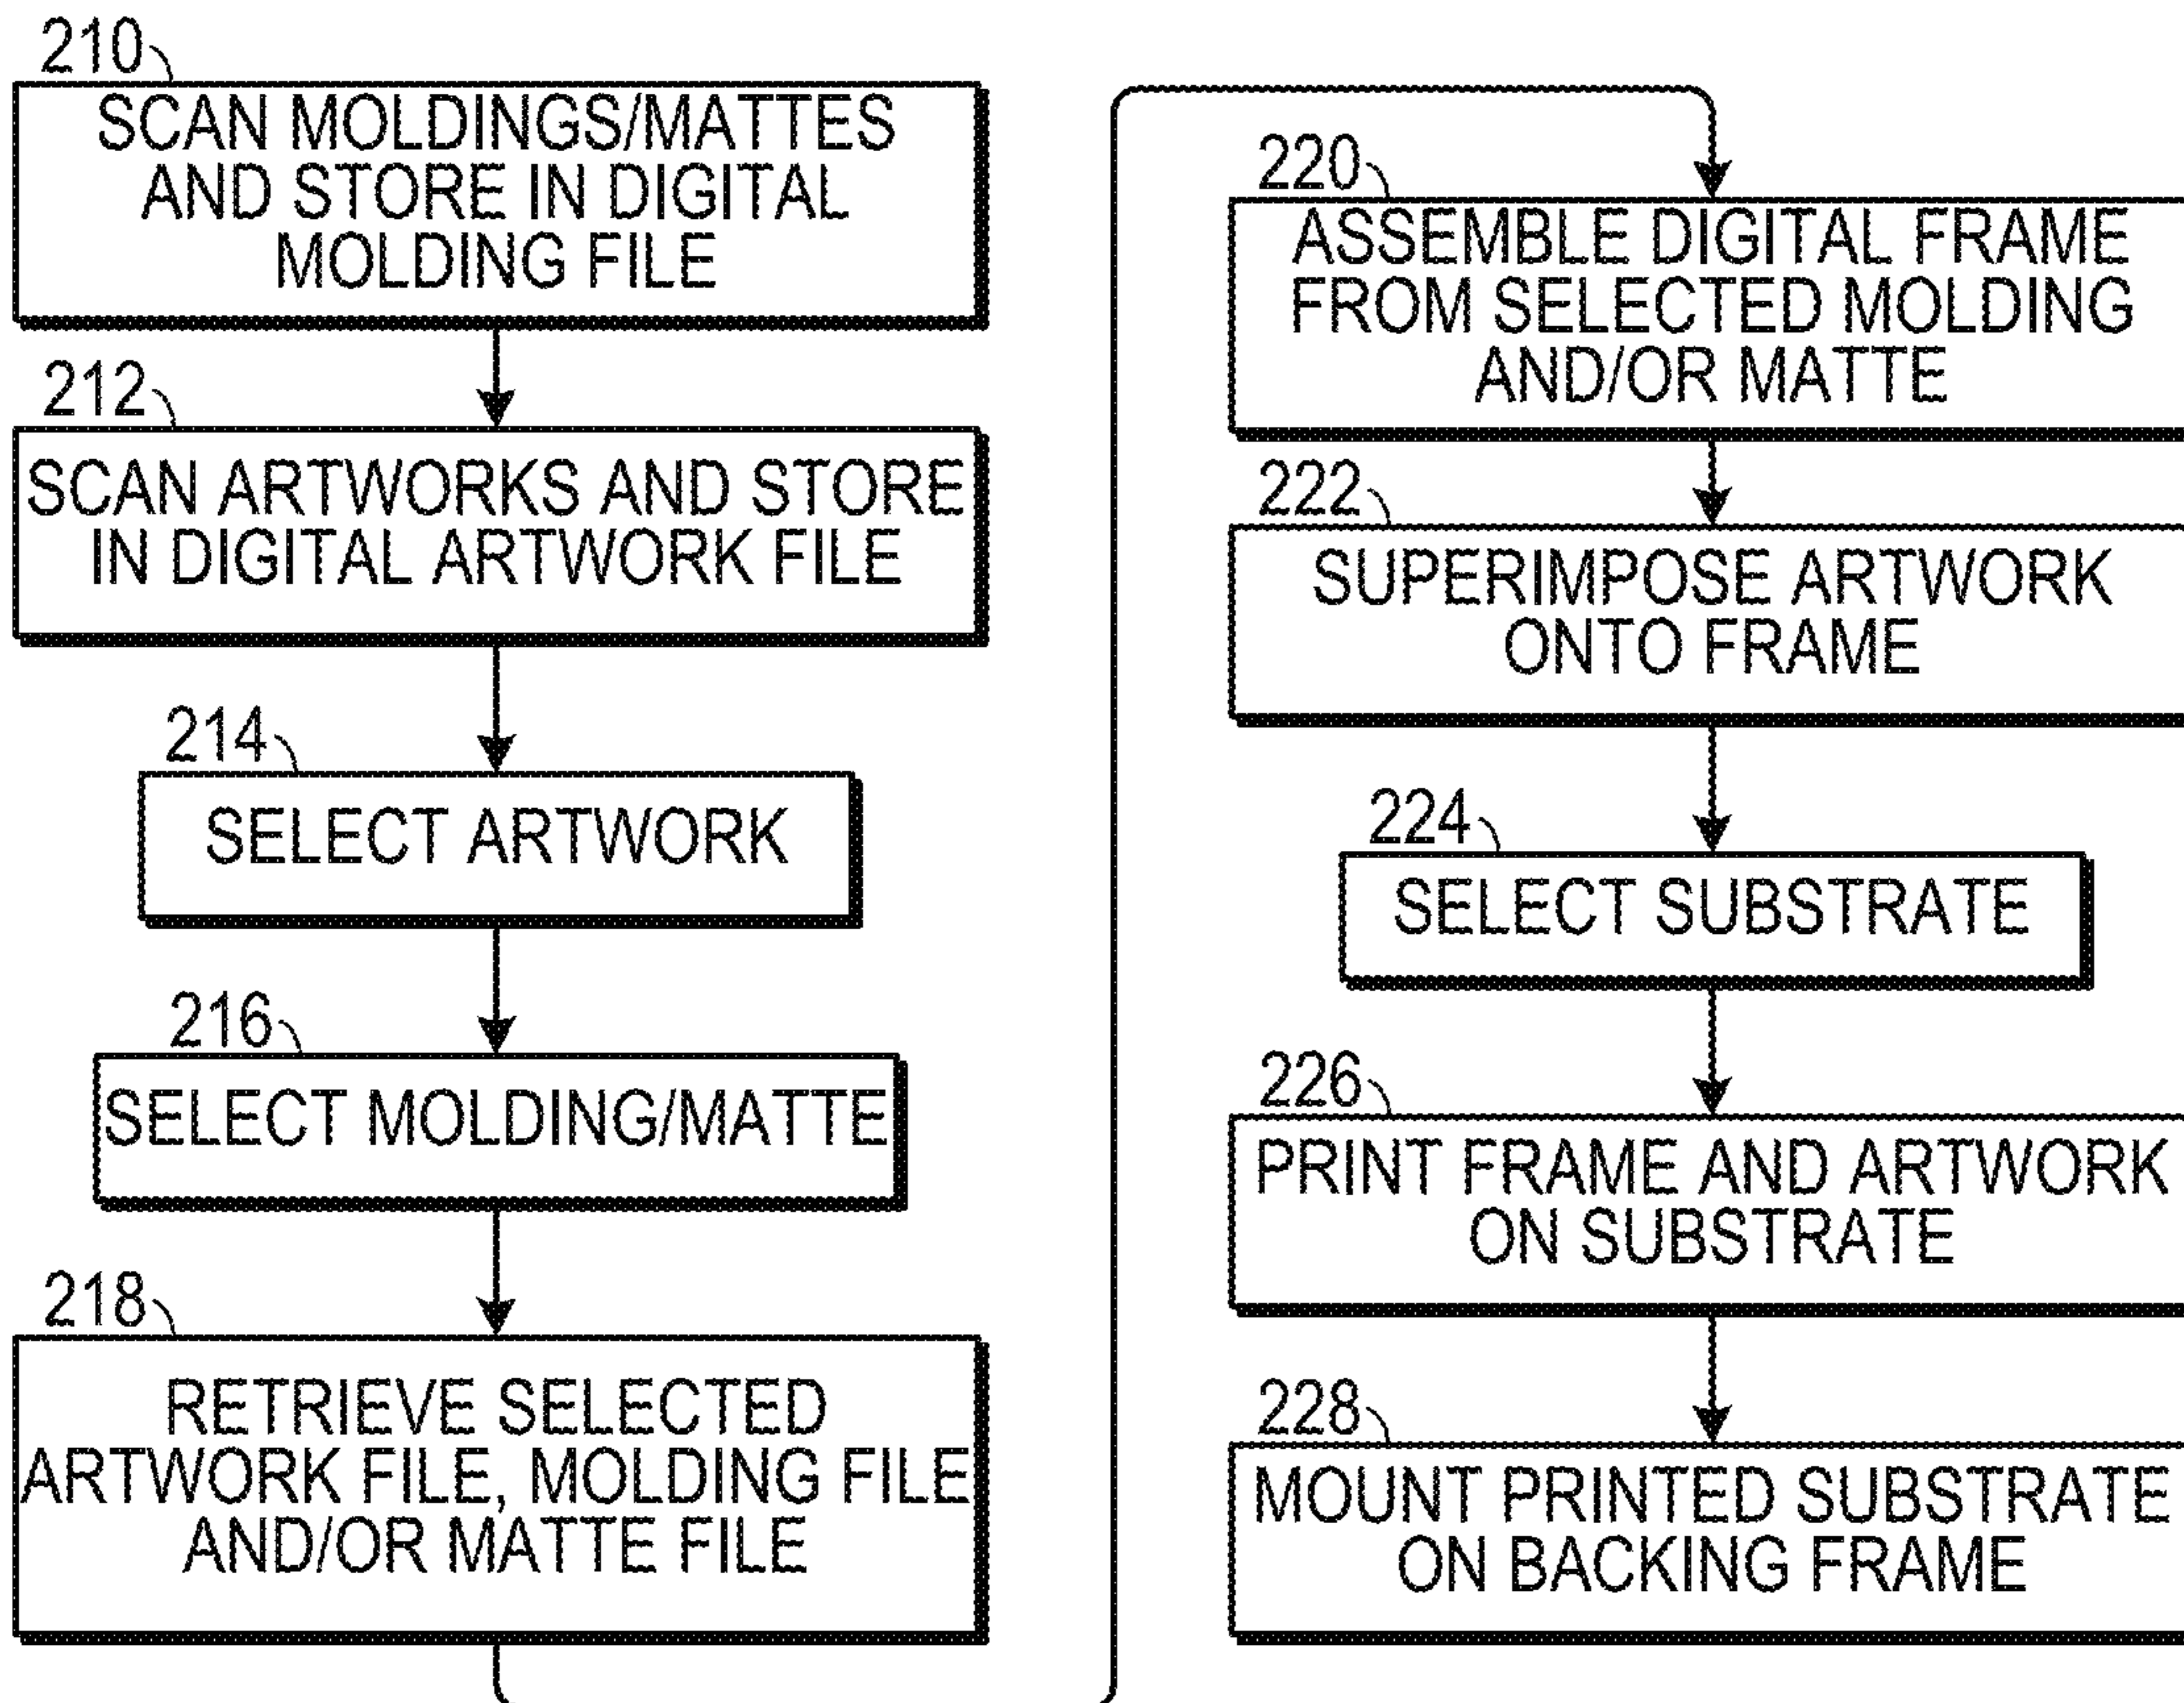 210
SCAN MOLDINGS/MATTES
AND STORE IN DIGITAL
MOLDING FILE
212
SCAN ARTWORKS AND STORE
IN DIGITAL ARTWORK FILE
214
SELECT ARTWORK
216
SELECT MOLDING/MATTE
218
RETRIEVE SELECTED
ARTWORK FILE, MOLDING FILE
AND/OR MATTE FILE
220
ASSEMBLE DIGITAL FRAME
FROM SELECTED MOLDING
AND/OR MATTE
222
SUPERIMPOSE ARTWORK
ONTO FRAME
224
SELECT SUBSTRATE
226
PRINT FRAME AND ARTWORK
ON SUBSTRATE
228
MOUNT PRINTED SUBSTRATE
ON BACKING FRAME